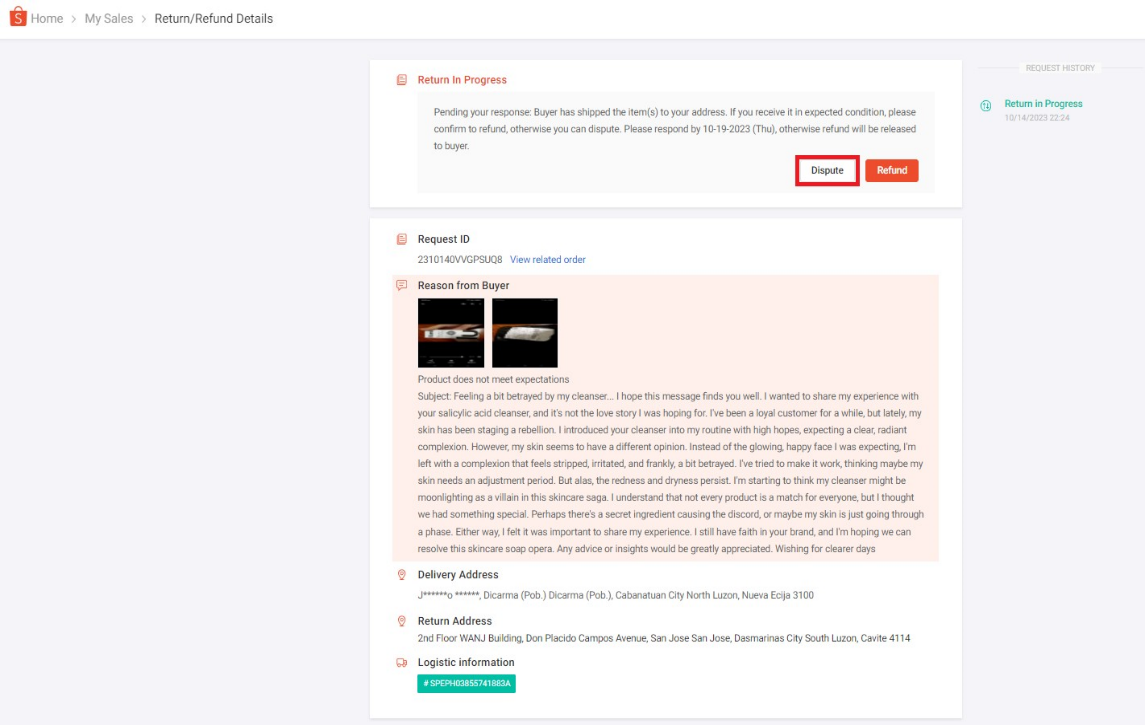 S Home > My Sales > Return/Refund Details
REQUEST HISTORY
Return In Progress
Return in Progress
10/14/2023 22:24
Pending your response: Buyer has shipped the item(s) to your address. If you receive it in expected condition, please
confirm to refund, otherwise you can dispute. Please respond by 10-19-2023 (Thu), otherwise refund will be released
to buyer.
Dispute Refund
Request ID
2310140VVGPSUQ8 View related order
Reason from Buyer
Product does not meet expectations
Subject: Feeling a bit betrayed by my cleanser... I hope this message finds you well. I wanted to share my experience with
your salicylic acid cleanser, and it's not the love story I was hoping for. I've been a loyal customer for a while, but lately, my
skin has been staging a rebellion. I introduced your cleanser into my routine with high hopes, expecting a clear, radiant
complexion. However, my skin seems to have a different opinion. Instead of the glowing, happy face I was expecting, I'm
left with a complexion that feels stripped, irritated, and frankly, a bit betrayed. I've tried to make it work, thinking maybe my
skin needs an adjustment period. But alas, the redness and dryness persist. I'm starting to think my cleanser might be
moonlighting as a villain in this skincare saga. I understand that not every product is a match for everyone, but I thought
we had something special. Perhaps there's a secret ingredient causing the discord, or maybe my skin is just going through
a phase. Either way, I felt it was important to share my experience. I still have faith in your brand, and I'm hoping we can
resolve this skincare soap opera. Any advice or insights would be greatly appreciated. Wishing for clearer days
Delivery Address
J******o ******, Dicarma (Pob.) Dicarma (Pob.), Cabanatuan City North Luzon, Nueva Ecija 3100
Return Address
2nd Floor WANJ Building, Don Placido Campos Avenue, San Jose San Jose, Dasmarinas City South Luzon, Cavite 4114
Logistic information
# SPEPH03855741883A